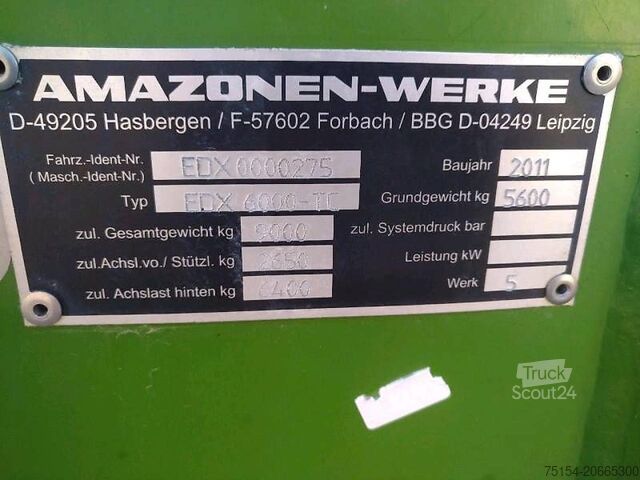 AMAZONEN-WERKE
D-49205 Hasbergen / F-57602 Forbach / BBG D-04249 Leipzig
Fahrz.-Ident-Nr. EDX0000275 Baujahr 2011
( Masch.-Ident-Nr. )
Typ EDX 6000-TC Grundgewicht kg 5600
zul. Gesamtgewicht kg 9000 zul. Systemdruck bar
zul.Achsl.vo./ Stützl. kg 2650 Leistung kW
zul. Achslast hinten kg 6400 Werk 5
Truck
Scout24
75154-20665300